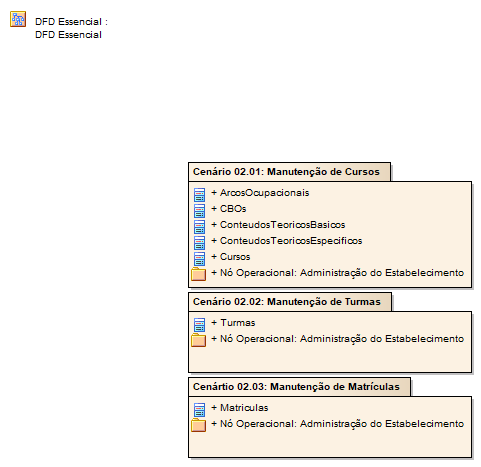 DFD Essencial :
DFD Essencial
Cenário 02.01: Manutenção de Cursos
+ ArcosOcupacionais
+ CBOs
+ ConteudosTeoricosBasicos
+ ConteudosTeoricosEspecificos
+ Cursos
+ Nó Operacional: Administração do Estabelecimento
Cenário 02.02: Manutenção de Turmas
+ Turmas
+ Nó Operacional: Administração do Estabelecimento
Cenártio 02.03: Manutenção de Matrículas
+ Matriculas
+ Nó Operacional: Administração do Estabelecimento